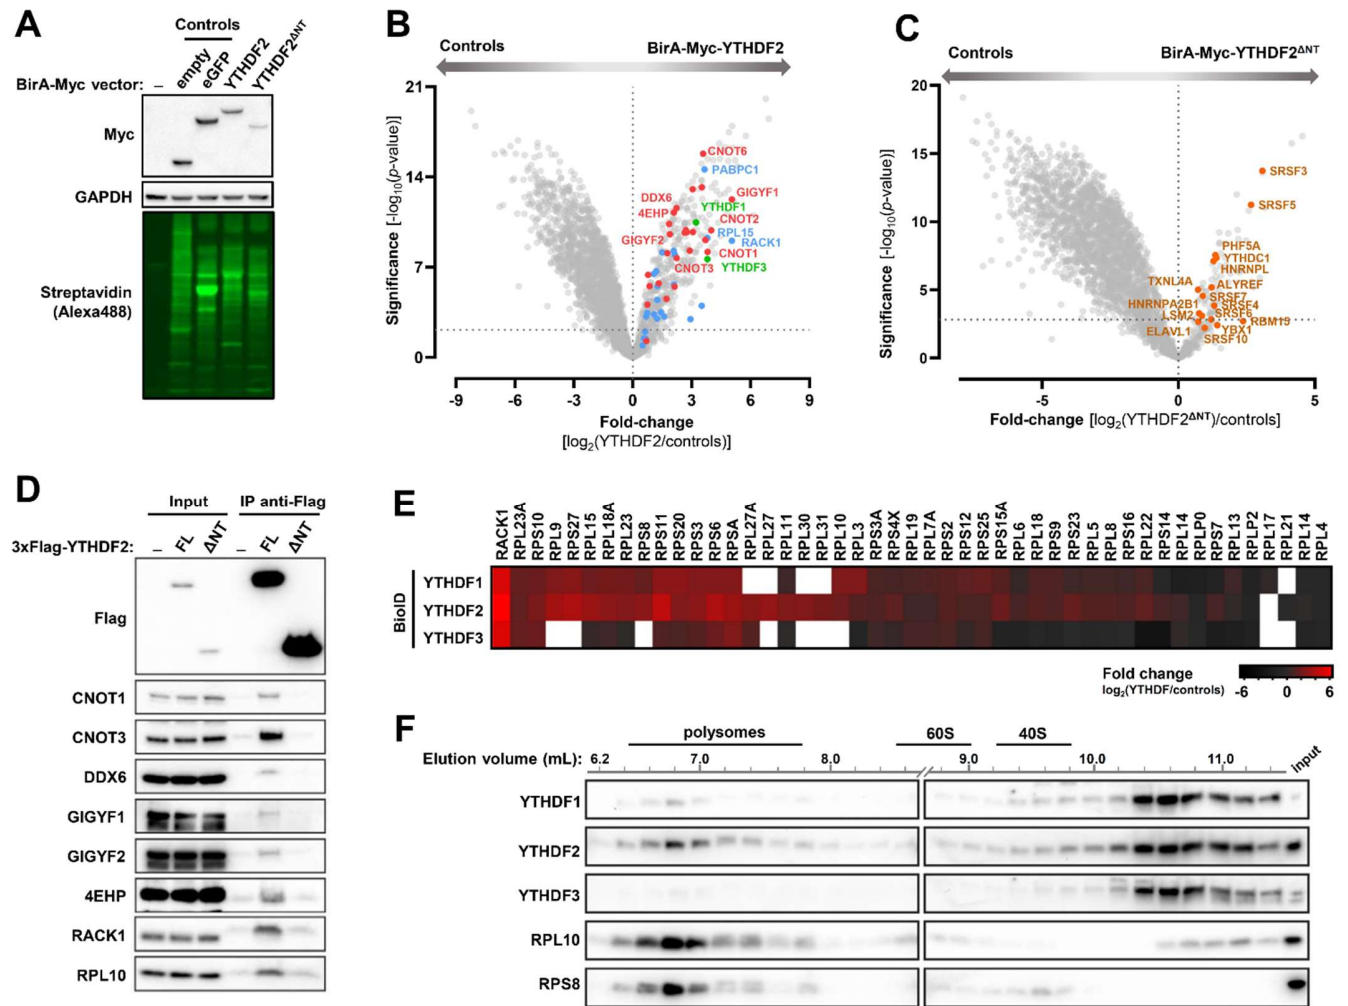 A
Controls
BirA-Myc vector:
–
empty
eGFP
YTHDF2
YTHDF2ΔNT
Myc
GAPDH
Streptavidin
(Alexa488)
B
Controls
BirA-Myc-YTHDF2
Significance [-log10(p-value)]
21
14
7
0
CNOT6
PABPC1
DDX6
GIGYF1
YTHDF1
4EHP
CNOT2
GIGYF2
RPL15
RACK1
CNOT1
CNOT3
YTHDF3
-9
-6
-3
0
3
6
9
Fold-change
[log2(YTHDF2/controls)]
C
Controls
BirA-Myc-YTHDF2ΔNT
Significance [-log10(p-value)]
20
15
10
5
0
SRSF3
SRSF5
PHF5A
YTHDC1
HNRNPL
TXNL4A
ALYREF
SRSF7
HNRNPA2B1
SRSF4
LSM2
SRSF6
RBM15
ELAVL1
YBX1
SRSF10
-5
0
5
Fold-change [log2(YTHDF2ΔNT)/controls]
D
Input
IP anti-Flag
3xFlag-YTHDF2:
–
FL
ΔNT
–
FL
ΔNT
Flag
CNOT1
CNOT3
DDX6
GIGYF1
GIGYF2
4EHP
RACK1
RPL10
E
RACK1
RPL23A
RPS10
RPL9
RPS27
RPL15
RPL18A
RPL23
RPS8
RPS11
RPS20
RPS3
RPS6
RPSA
RPL27A
RPL27
RPL11
RPL30
RPL31
RPL10
RPL3
RPS3A
RPS4X
RPL19
RPL7A
RPS2
RPS12
RPS25
RPS15A
RPL6
RPL18
RPS9
RPS23
RPL5
RPL8
RPS16
RPL22
RPS14
RPL14
RPLP0
RPS7
RPL13
RPLP2
RPL17
RPL21
RPL14
RPL4
BioID
YTHDF1
YTHDF2
YTHDF3
Fold change
log2(YTHDF/controls)
-6
0
6
F
polysomes
60S
40S
Elution volume (mL):
6.2
7.0
8.0
9.0
10.0
11.0
input
YTHDF1
YTHDF2
YTHDF3
RPL10
RPS8